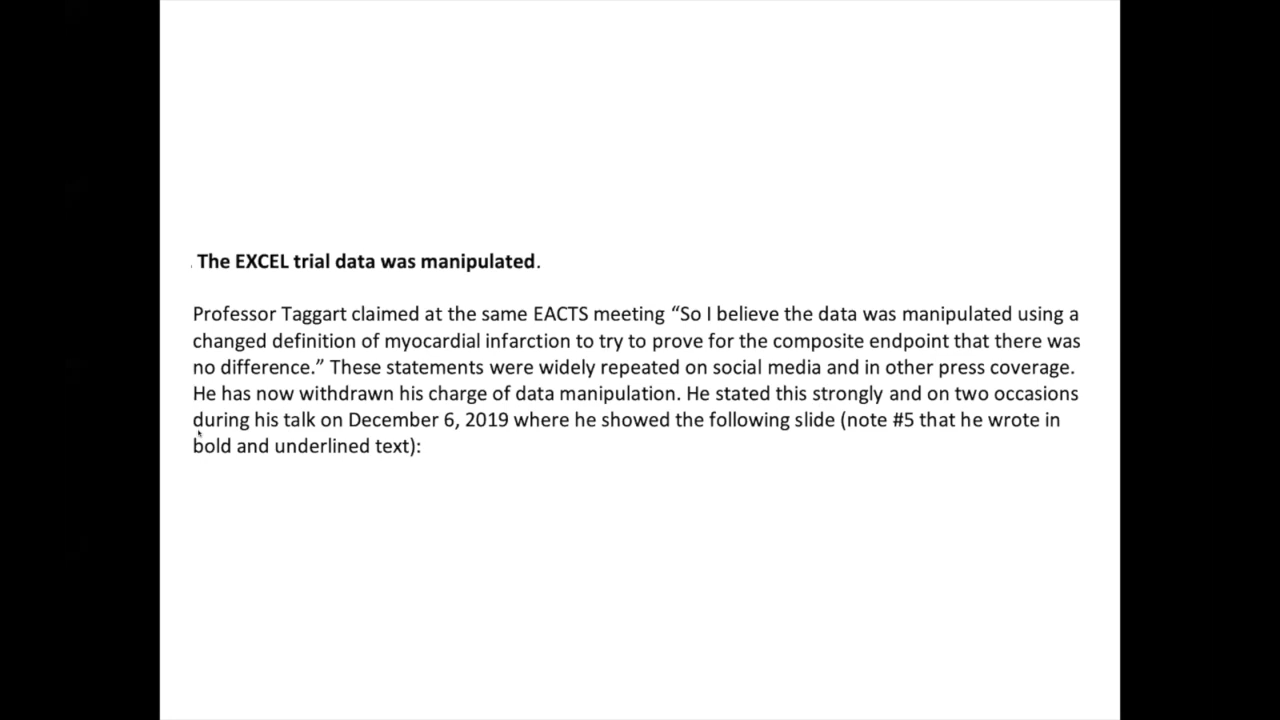 . The EXCEL trial data was manipulated.
Professor Taggart claimed at the same EACTS meeting “So I believe the data was manipulated using a
changed definition of myocardial infarction to try to prove for the composite endpoint that there was
no difference.” These statements were widely repeated on social media and in other press coverage.
He has now withdrawn his charge of data manipulation. He stated this strongly and on two occasions
during his talk on December 6, 2019 where he showed the following slide (note #5 that he wrote in
bold and underlined text):